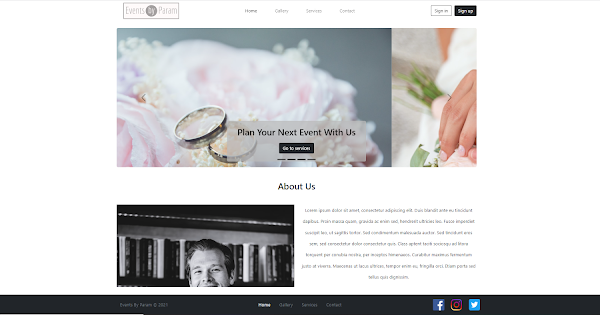 Events By Param
Home Gallery Services Contact
Sign in Sign up
Plan Your Next Event With Us
Go to services
About Us
Lorem ipsum dolor sit amet, consectetur adipiscing elit. Duis blandit ante eu tincidunt
dapibus. Proin massa quam, gravida ac enim sed, hendrerit ultricies leo. Fusce imperdiet
suscipit leo, ut sagittis tortor. Sed condimentum malesuada auctor. Sed tincidunt arcu
sem, sed consectetur dolor consectetur quis. Class aptent taciti sociosqu ad litora
torquent per conubia nostra, per inceptos himenaeos. Curabitur maximus fermentum
justo at viverra. Maecenas at lacus ultrices, tempor enim eu, fringilla orci. Etiam porta sed
tellus quis dignissim.
Events By Param © 2021
Home Gallery Services Contact